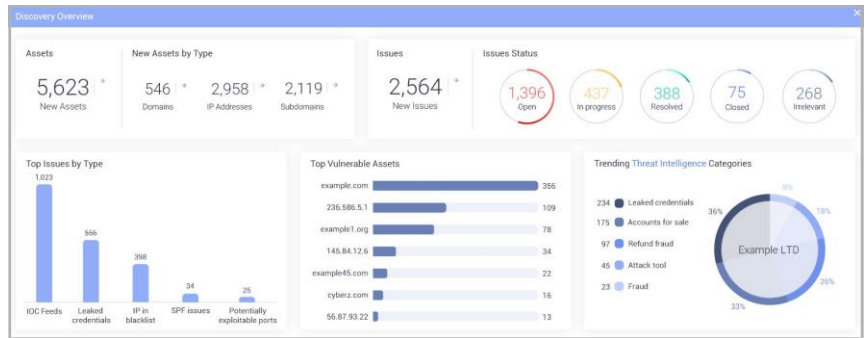 Discovery Overview
Assets
5,623
New Assets
New Assets by Type
546
Domains
2,958
IP Addresses
2,119
Subdomains
Issues
2,564
New Issues
Issues Status
1,396
Open
437
In progress
388
Resolved
75
Closed
268
Irrelevant
Top Issues by Type
1,023
566
398
34
25
IOC Feeds
Leaked
credentials
IP in
blacklist
SPF issues
Potentially
exploitable ports
Top Vulnerable Assets
example.com 356
236.586.5.1 109
example1.org 78
145.84.12.6 34
example45.com 22
cyberz.com 16
56.87.93.22 13
Trending Threat Intelligence Categories
234 Leaked credentials
175 Accounts for sale
97 Refund fraud
45 Attack tool
23 Fraud
9%
18%
36%
Example LTD
26%
33%